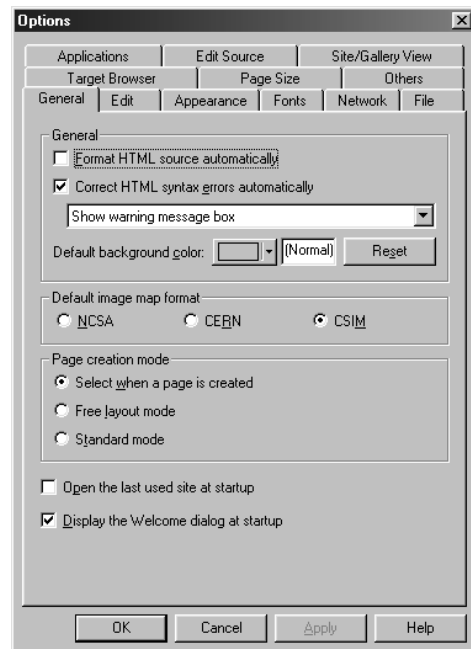 Options
Applications Edit Source Site/Gallery View
Target Browser Page Size Others
General Edit Appearance Fonts Network File
General
Format HTML source automatically
Correct HTML syntax errors automatically
Show warning message box
Default background color: (Normal) Reset
Default image map format
NCSA CERN CSIM
Page creation mode
Select when a page is created
Free layout mode
Standard mode
Open the last used site at startup
Display the Welcome dialog at startup
OK Cancel Apply Help